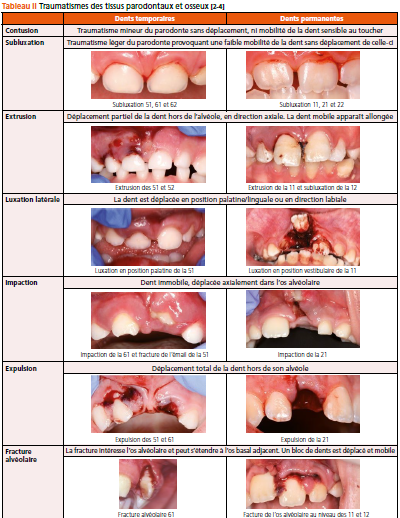 Tableau II Traumatismes des tissus parodontaux et osseux [2-4]
Dents temporaires Dents permanentes
Contusion Traumatisme mineur du parodonte sans déplacement, ni mobilité de la dent sensible au toucher
Subluxation Traumatisme léger du parodonte provoquant une faible mobilité de la dent sans déplacement de celle-ci
Subluxation 51, 61 et 62 Subluxation 11, 21 et 22
Extrusion Déplacement partiel de la dent hors de l'alvéole, en direction axiale. La dent mobile apparaît allongée
Extrusion des 51 et 52 Extrusion de la 11 et subluxation de la 12
Luxation latérale La dent est déplacée en position palatine/linguale ou en direction labiale
Luxation en position palatine de la 51 Luxation en position vestibulaire de la 11
Impaction Dent immobile, déplacée axialement dans l'os alvéolaire
Impaction de la 61 et fracture de l'émail de la 51 Impaction de la 21
Expulsion Déplacement total de la dent hors de son alvéole
Expulsion des 51 et 61 Expulsion de la 21
Fracture alvéolaire La fracture intéresse l'os alvéolaire et peut s'étendre à l'os basal adjacent. Un bloc de dents est déplacé et mobile
Fracture alvéolaire 61 Facture de l'os alvéolaire au niveau des 11 et 12